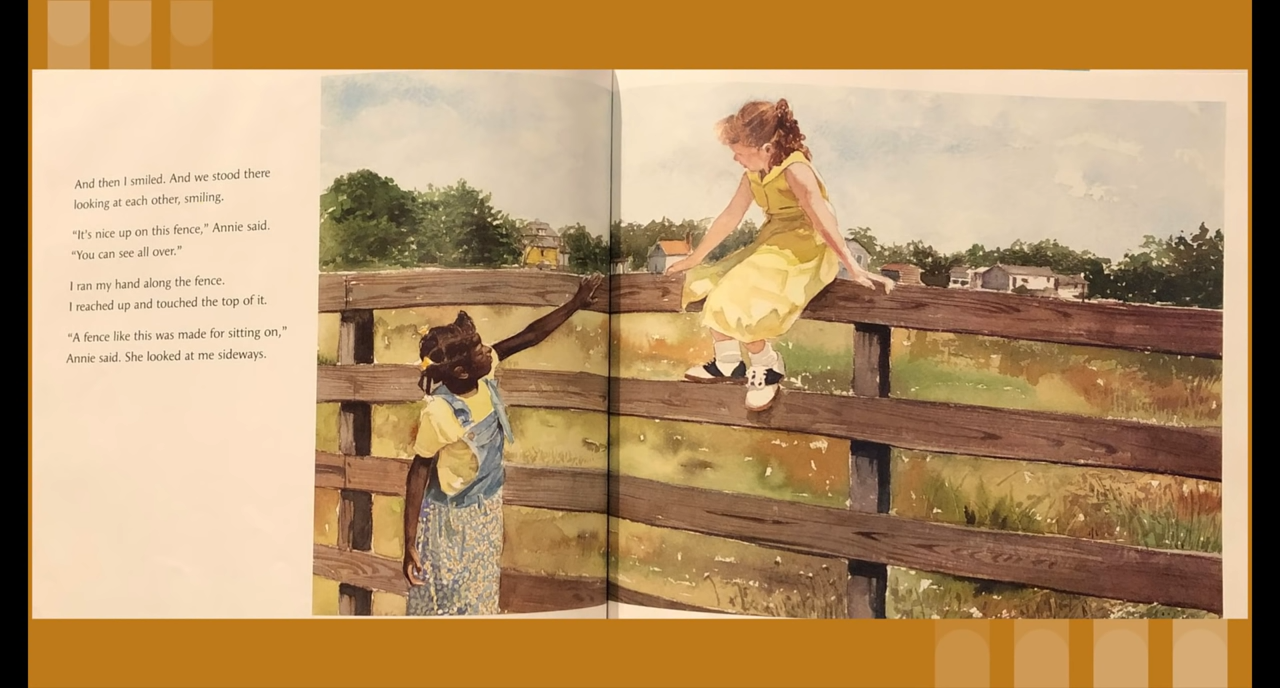 And then I smiled. And we stood there
looking at each other, smiling.
“It's nice up on this fence,” Annie said.
“You can see all over.”
I ran my hand along the fence.
I reached up and touched the top of it.
“A fence like this was made for sitting on,”
Annie said. She looked at me sideways.